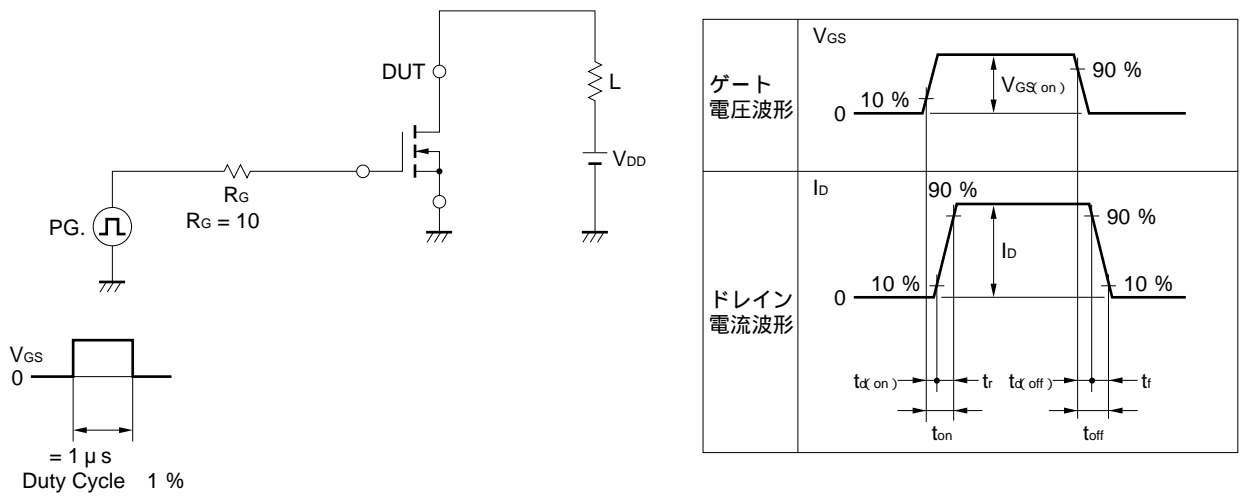 DUT
L
VDD
RG
RG = 10
PG.
VGS
0
= 1 μ s
Duty Cycle 1 %
ゲート
電圧波形
VGS
10 %
0
VGS( on )
90 %
ドレイン
電流波形
ID
90 %
10 %
0
ID
90 %
10 %
td( on )
tr
td( off )
tf
ton
toff